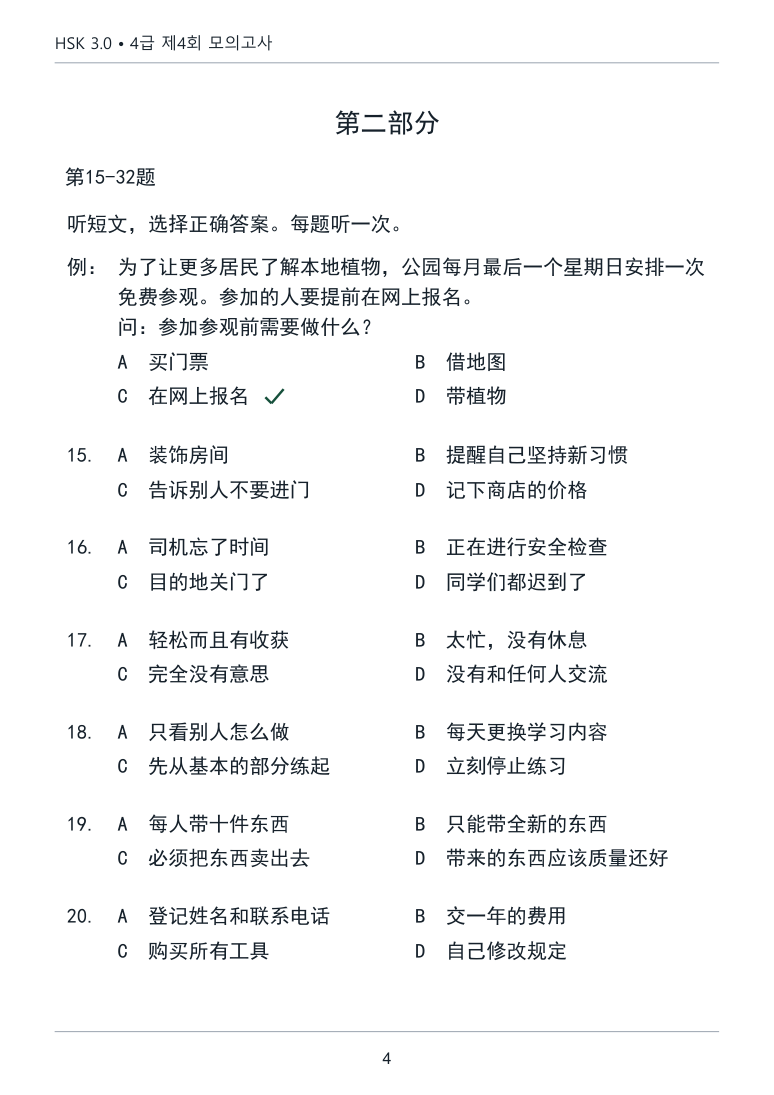 HSK 3.0 • 4급 제4회 모의고사
第二部分
第15-32题
听短文，选择正确答案。每题听一次。
例： 为了让更多居民了解本地植物，公园每月最后一个星期日安排一次
免费参观。参加的人要提前在网上报名。
问：参加参观前需要做什么？
A 买门票 B 借地图
C 在网上报名 ✓ D 带植物
15. A 装饰房间 B 提醒自己坚持新习惯
C 告诉别人不要进门 D 记下商店的价格
16. A 司机忘了时间 B 正在进行安全检查
C 目的地关门了 D 同学们都迟到了
17. A 轻松而且有收获 B 太忙，没有休息
C 完全没有意思 D 没有和任何人交流
18. A 只看别人怎么做 B 每天更换学习内容
C 先从基本的部分练起 D 立刻停止练习
19. A 每人带十件东西 B 只能带全新的东西
C 必须把东西卖出去 D 带来的东西应该质量还好
20. A 登记姓名和联系电话 B 交一年的费用
C 购买所有工具 D 自己修改规定
4